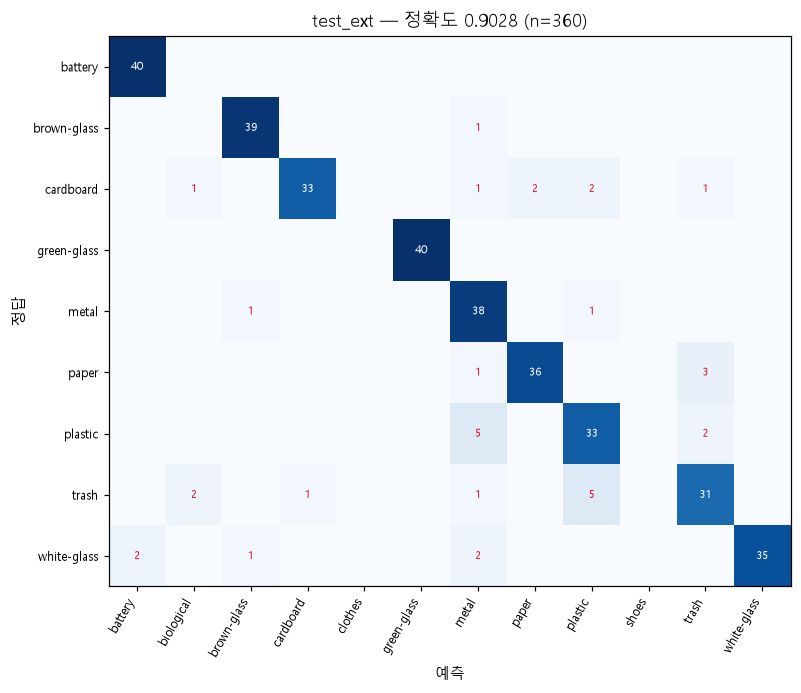 test_ext — 정확도 0.9028 (n=360)
정답
battery 40
brown-glass 39 1
cardboard 1 33 1 2 2 1
green-glass 40
metal 1 38 1
paper 1 36 3
plastic 5 33 2
trash 2 1 1 5 31
white-glass 2 1 2 35
battery biological brown-glass cardboard clothes green-glass metal paper plastic shoes trash white-glass
예측